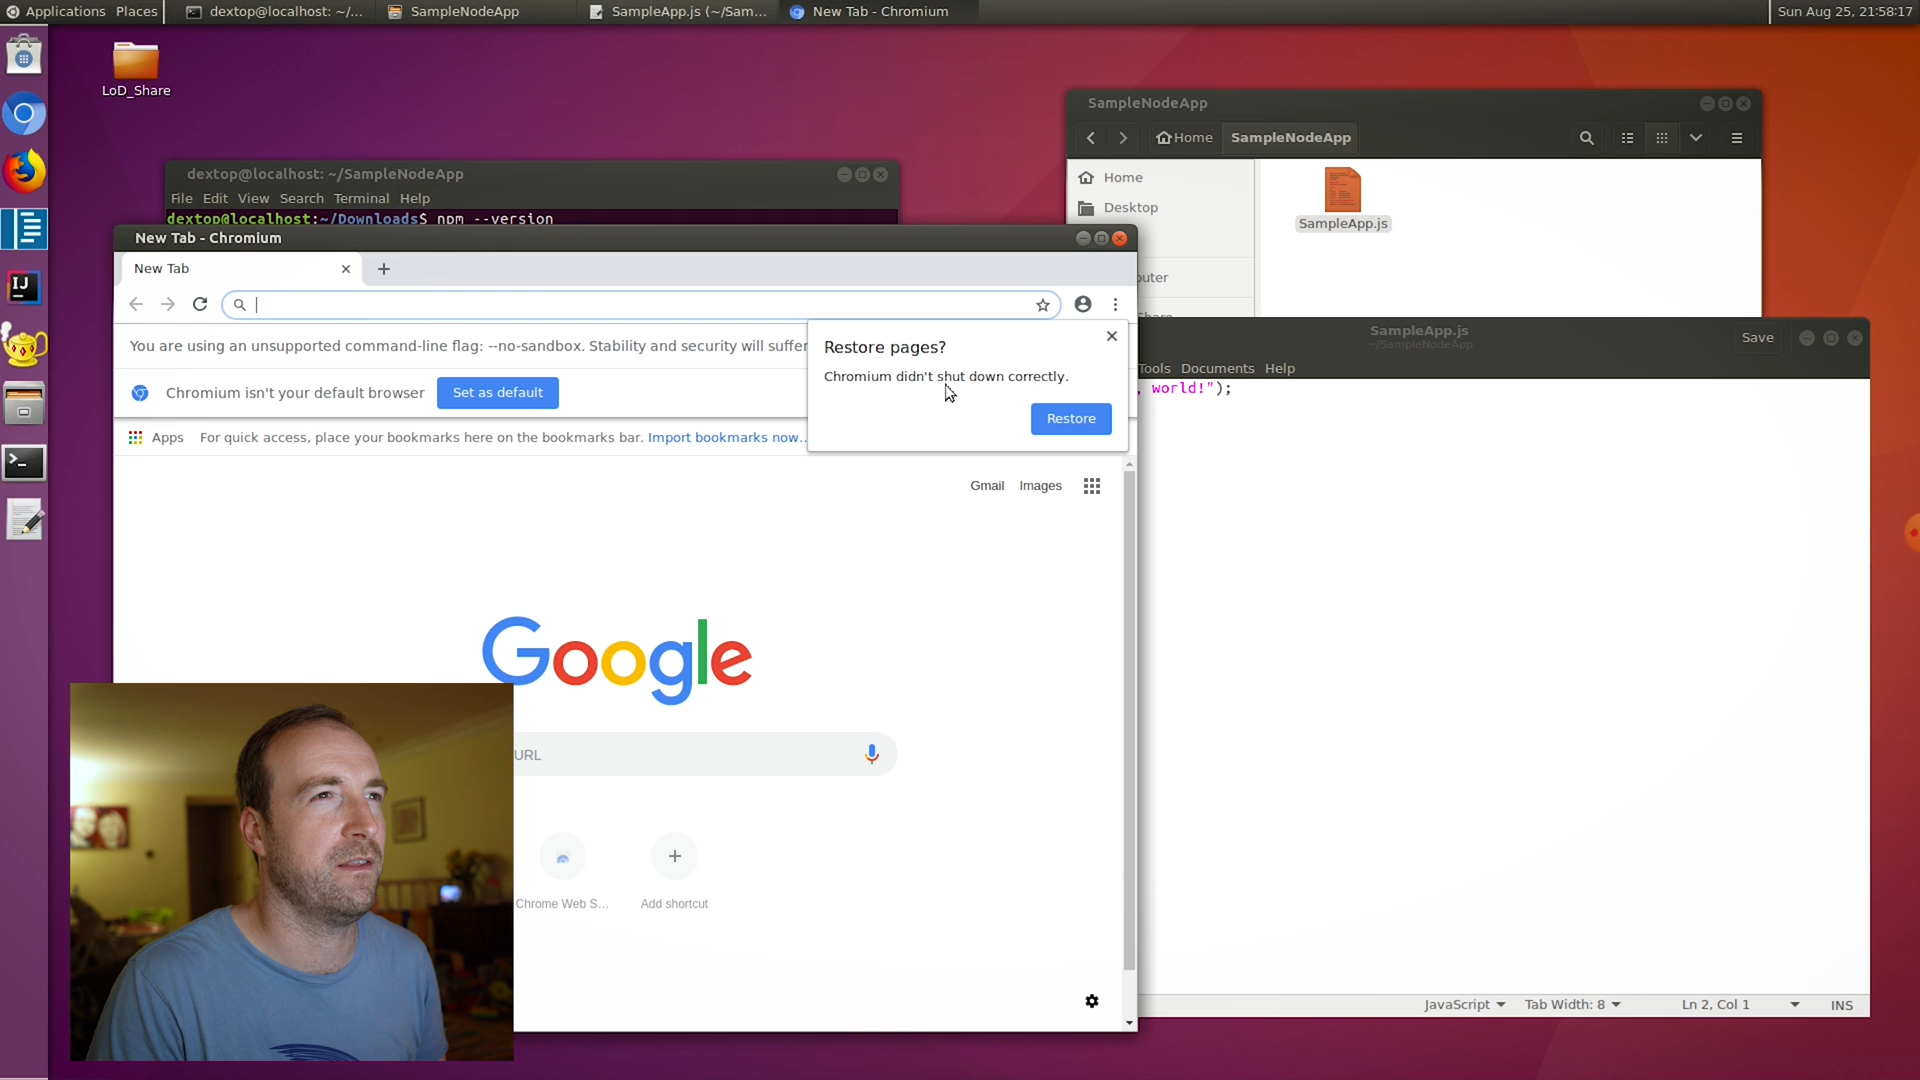 Applications Places
dextop@localhost: ~/...
SampleNodeApp
SampleApp.js (~/Sam...
New Tab - Chromium
Sun Aug 25, 21:58:17
LoD_Share
SampleNodeApp
Home
SampleNodeApp
Home
Desktop
puter
SampleApp.js
dextop@localhost: ~/SampleNodeApp
File Edit View Search Terminal Help
dextop@localhost:~/Downloads$ npm --version
New Tab - Chromium
New Tab
You are using an unsupported command-line flag: --no-sandbox. Stability and security will suffer
Chromium isn't your default browser
Set as default
Restore pages?
Chromium didn't shut down correctly.
Restore
Apps
For quick access, place your bookmarks here on the bookmarks bar. Import bookmarks now...
Gmail Images
Google
URL
Chrome Web S...
Add shortcut
SampleApp.js
~/SampleNodeApp
Save
Tools Documents Help
, world!");
JavaScript
Tab Width: 8
Ln 2, Col 1
INS
IJ